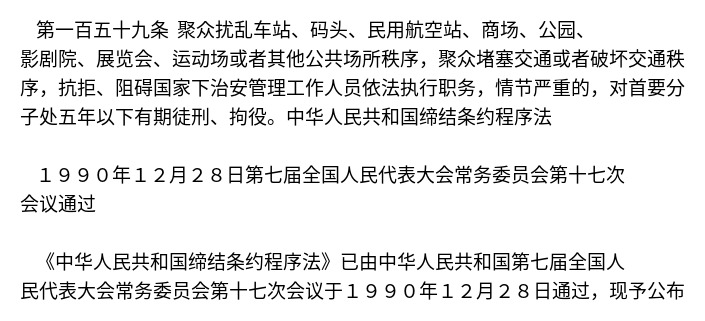 第一百五十九条 聚众扰乱车站、码头、民用航空站、商场、公园、
影剧院、展览会、运动场或者其他公共场所秩序，聚众堵塞交通或者破坏交通秩
序，抗拒、阻碍国家下治安管理工作人员依法执行职务，情节严重的，对首要分
子处五年以下有期徒刑、拘役。中华人民共和国缔结条约程序法
１９９０年１２月２８日第七届全国人民代表大会常务委员会第十七次
会议通过
《中华人民共和国缔结条约程序法》已由中华人民共和国第七届全国人
民代表大会常务委员会第十七次会议于１９９０年１２月２８日通过，现予公布